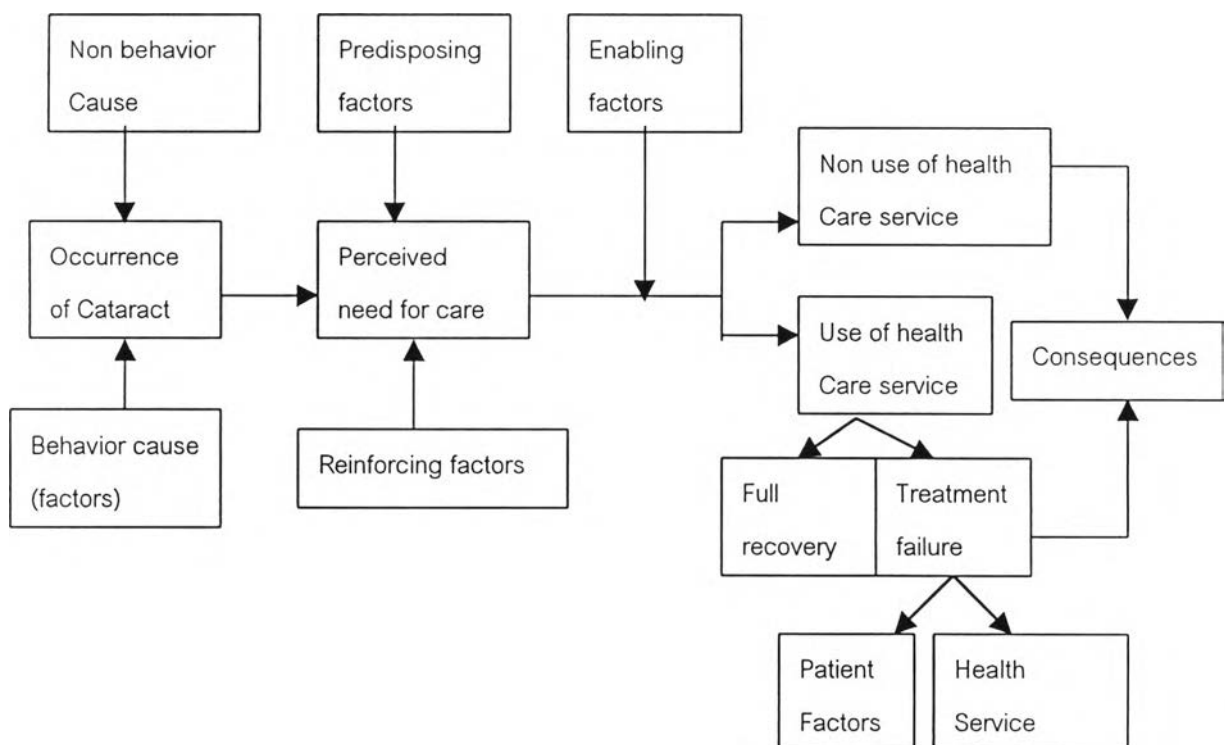 Non behavior
Cause
Predisposing
factors
Enabling
factors
Non use of health
Care service
Occurrence
of Cataract
Perceived
need for care
Use of health
Care service
Consequences
Behavior cause
(factors)
Reinforcing factors
Full
recovery
Treatment
failure
Patient
Factors
Health
Service